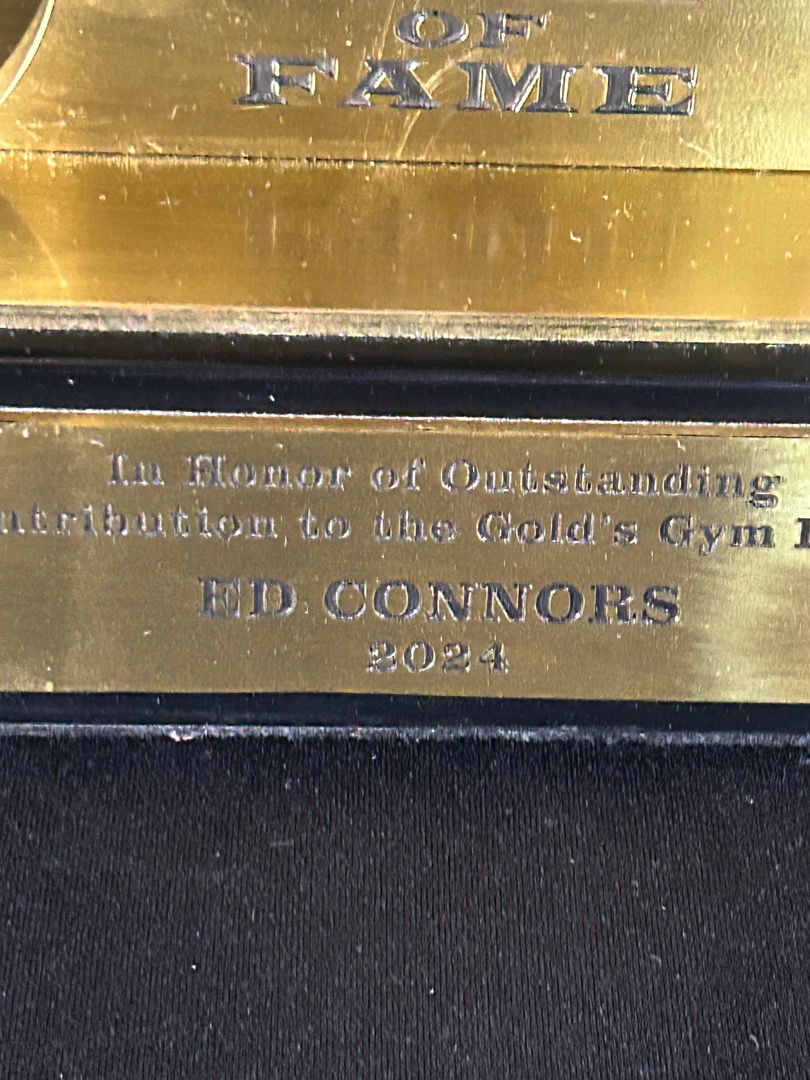 OF
FAME
In Honor of Outstanding
ntribution to the Gold's Gym
ED CONNORS
2024